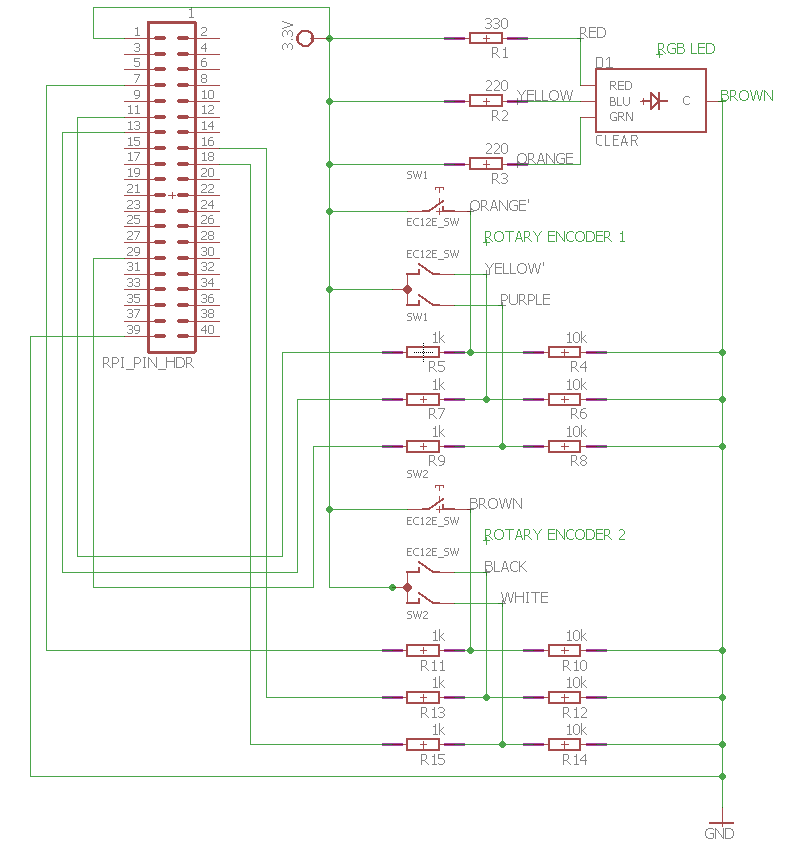 1
1 2
3 4
5 6
7 8
9 10
11 12
13 14
15 16
17 18
19 20
21 22
23 24
25 26
27 28
29 30
31 32
33 34
35 36
37 38
39 40
RPI_PIN_HDR
3.3V
330
R1
RED
220
R2
YELLOW
220
R3
ORANGE
RGB LED
D1
RED
BLU
GRN
C
CLEAR
BROWN
SW1
EC12E_SW
ORANGE'
ROTARY ENCODER 1
EC12E_SW
YELLOW'
PURPLE
SW1
1k
R5
10k
R4
1k
R7
10k
R6
1k
R9
10k
R8
SW2
EC12E_SW
BROWN
ROTARY ENCODER 2
EC12E_SW
BLACK
WHITE
SW2
1k
R11
10k
R10
1k
R13
10k
R12
1k
R15
10k
R14
GND